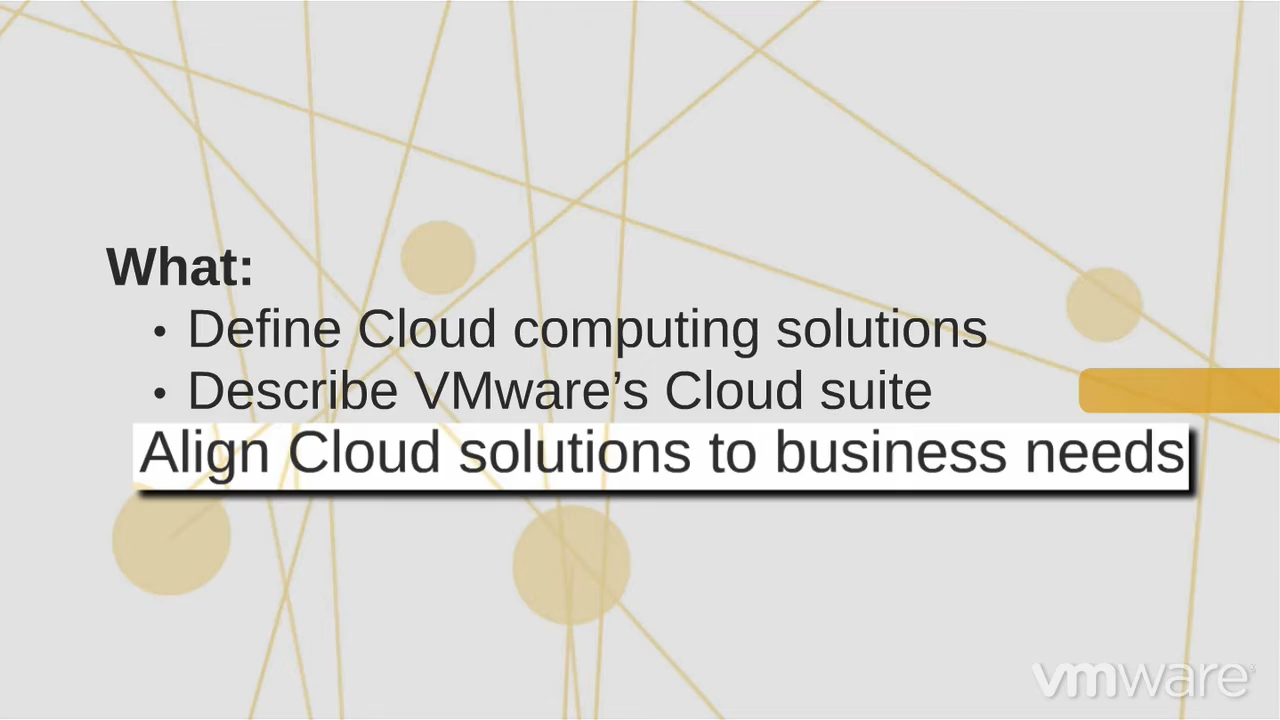 What:
• Define Cloud computing solutions
• Describe VMware’s Cloud suite
Align Cloud solutions to business needs
vmware